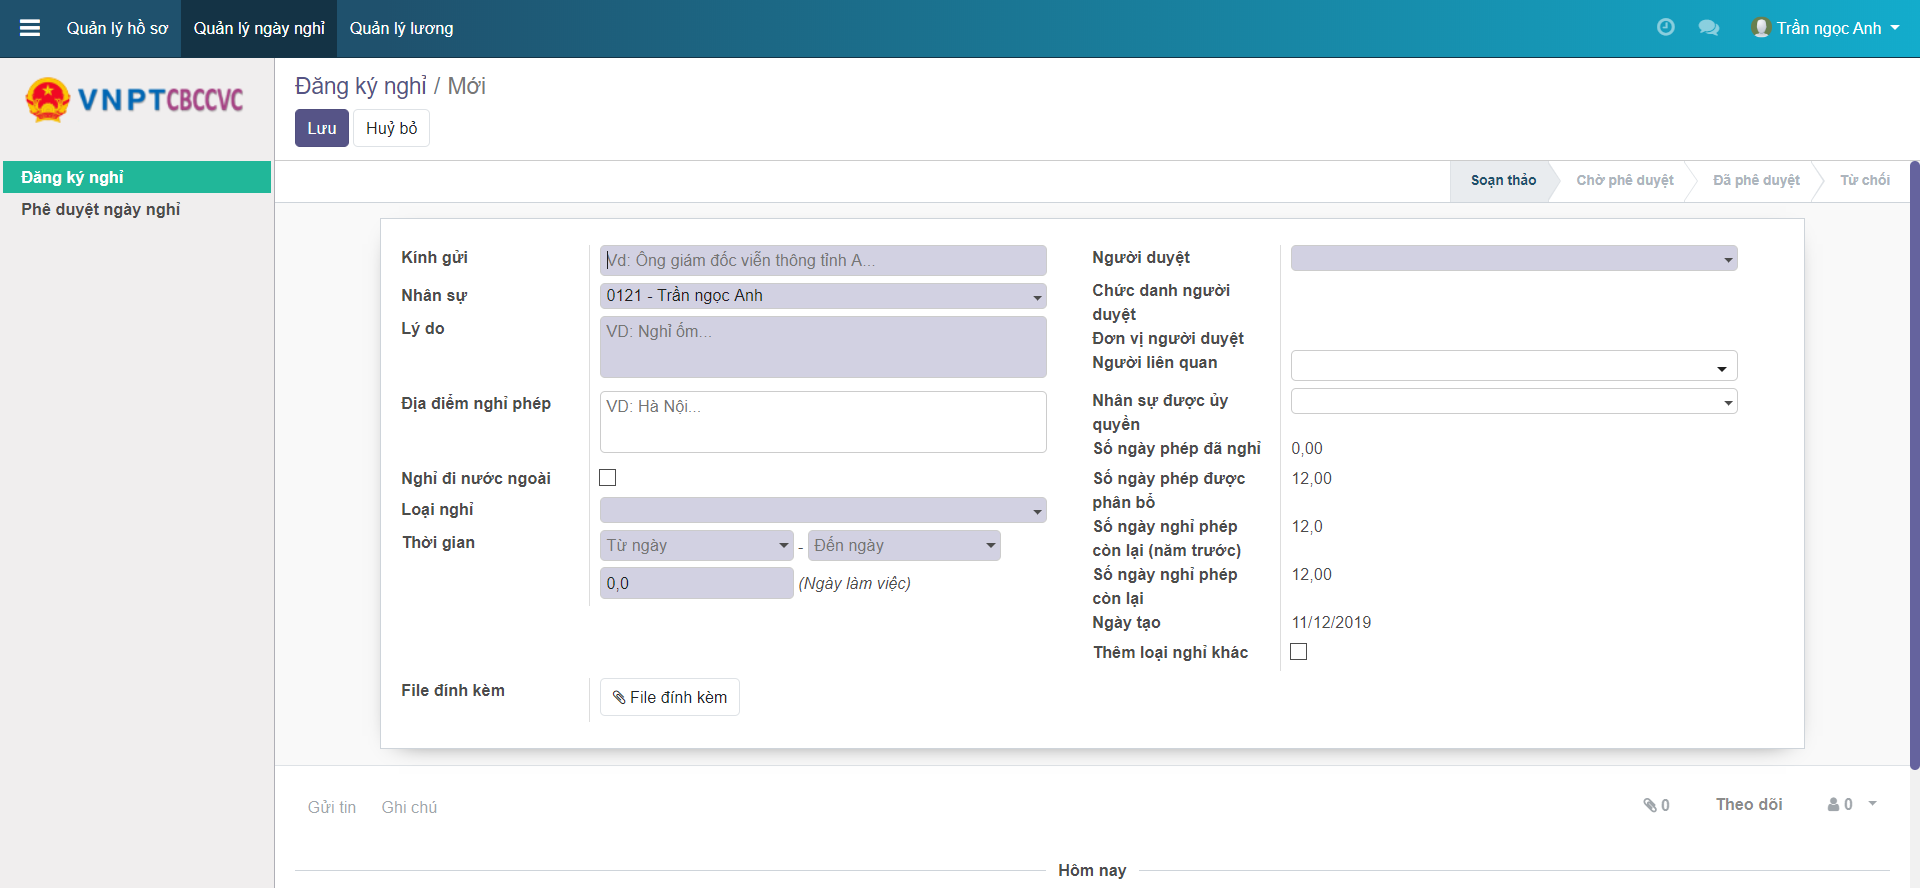 Quản lý hồ sơ
Quản lý ngày nghỉ
Quản lý lương
Trần ngọc Anh
VNPTCBCCVC
Đăng ký nghỉ
Phê duyệt ngày nghỉ
Đăng ký nghỉ / Mới
Lưu
Huỷ bỏ
Soạn thảo
Chờ phê duyệt
Đã phê duyệt
Từ chối
Kính gửi
Vd: Ông giám đốc viễn thông tỉnh A...
Nhân sự
0121 - Trần ngọc Anh
Lý do
VD: Nghỉ ốm...
Địa điểm nghỉ phép
VD: Hà Nội...
Nghỉ đi nước ngoài
Loại nghỉ
Thời gian
Từ ngày - Đến ngày
0,0 (Ngày làm việc)
File đính kèm
File đính kèm
Người duyệt
Chức danh người
duyệt
Đơn vị người duyệt
Người liên quan
Nhân sự được ủy
quyền
Số ngày phép đã nghỉ
0,00
Số ngày phép được
phân bổ
12,00
Số ngày nghỉ phép
còn lại (năm trước)
12,0
Số ngày nghỉ phép
còn lại
12,00
Ngày tạo
11/12/2019
Thêm loại nghỉ khác
Gửi tin
Ghi chú
0
Theo dõi
0
Hôm nay